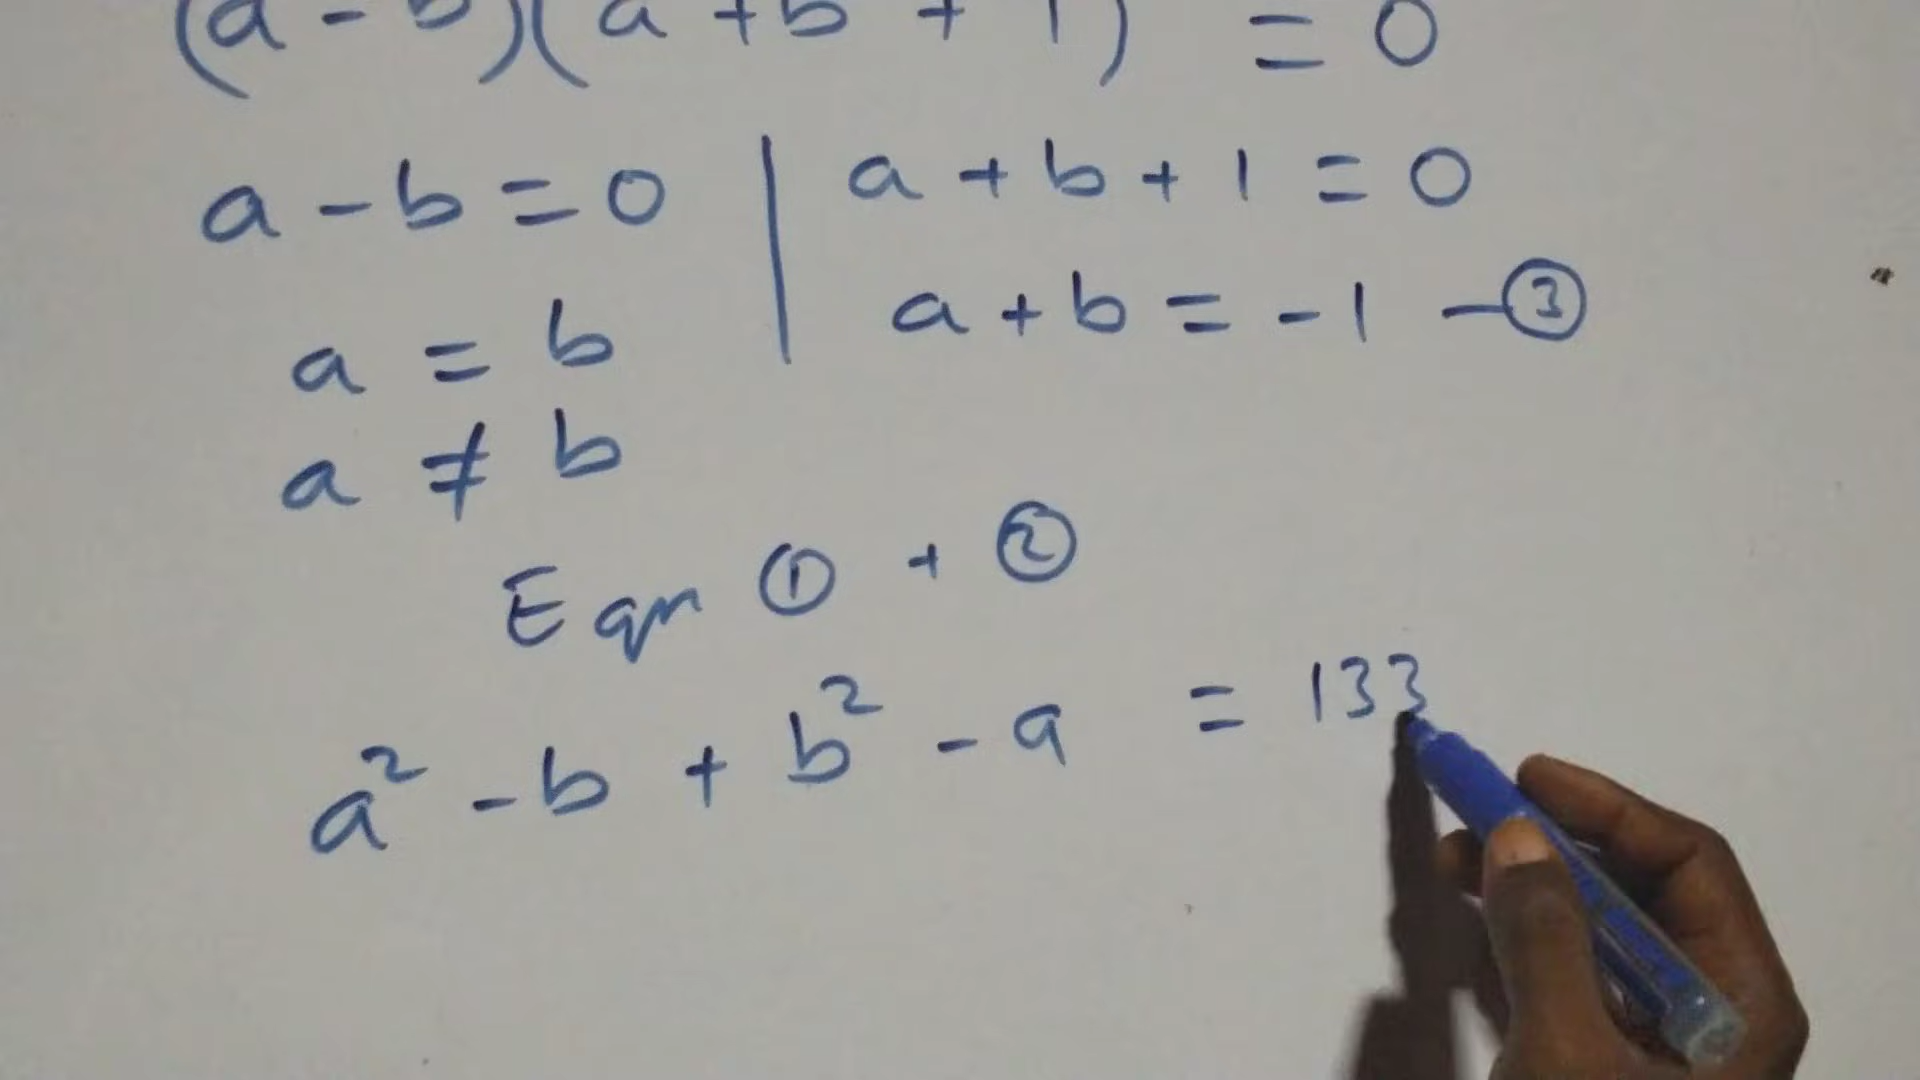 (a - b)(a + b + 1) = 0
a - b = 0 | a + b + 1 = 0
a = b
a + b = -1 — ③
a ≠ b
Eqn ① + ②
a² - b + b² - a = 133